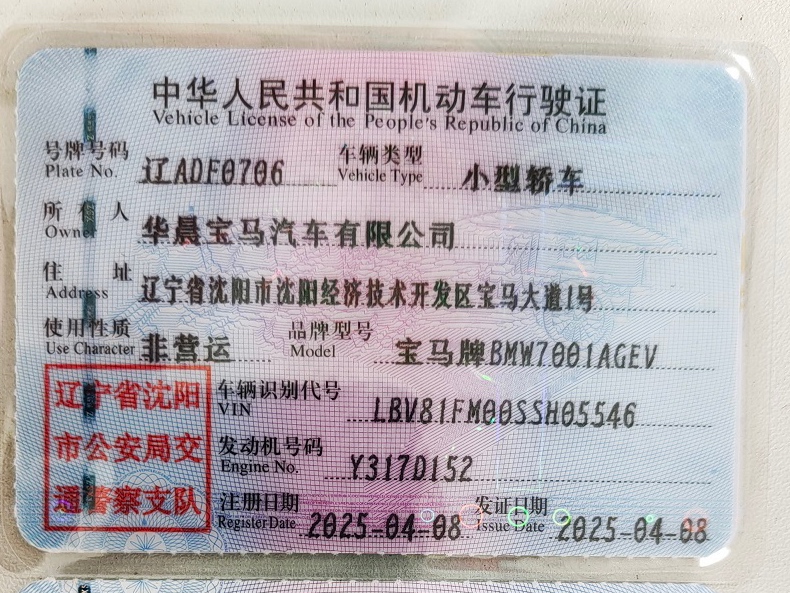 中华人民共和国机动车行驶证
Vehicle License of the People's Republic of China
号牌号码 辽ADF0706 车辆类型 小型轿车
Plate No. Vehicle Type
所有人 华晨宝马汽车有限公司
Owner
住址 辽宁省沈阳市沈阳经济技术开发区宝马大道1号
Address
使用性质 非营运 品牌型号 宝马牌BMW7001AGEV
Use Character Model
辽宁省沈阳 车辆识别代号 LBV81FM00SSH05546
VIN
市公安局交 发动机号码 Y317D152
Engine No.
通警察支队 注册日期 2025-04-08 发证日期 2025-04-08
Register Date Issue Date